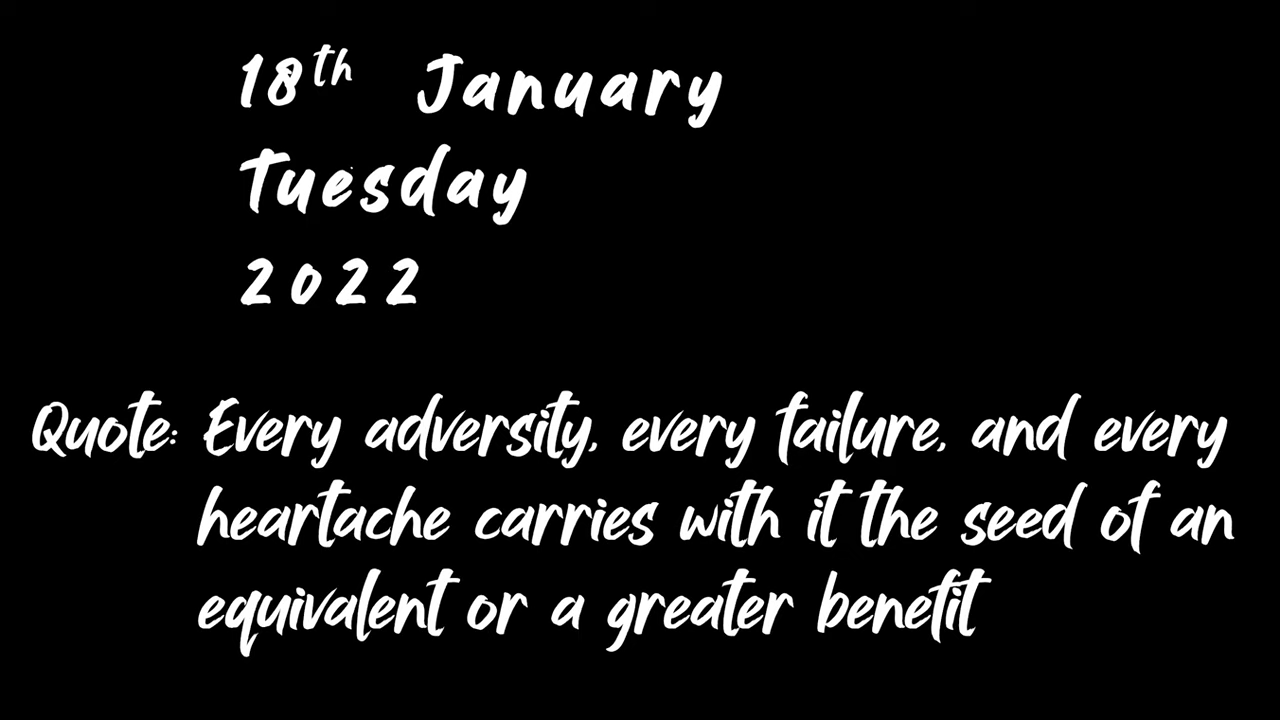 18th January
Tuesday
2022
Quote: Every adversity, every failure, and every
heartache carries with it the seed of an
equivalent or a greater benefit